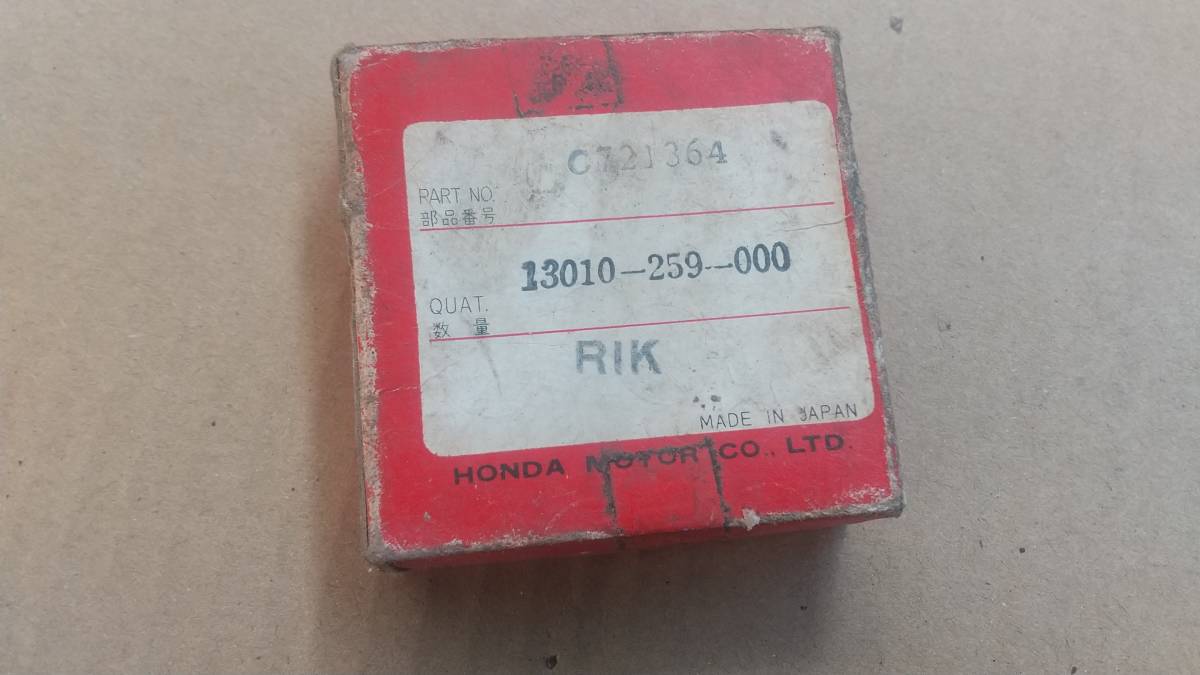 C721364
PART NO.
部品番号
13010-259-000
QUAT.
数量
RIK
MADE IN JAPAN
HONDA MOTOR CO., LTD.